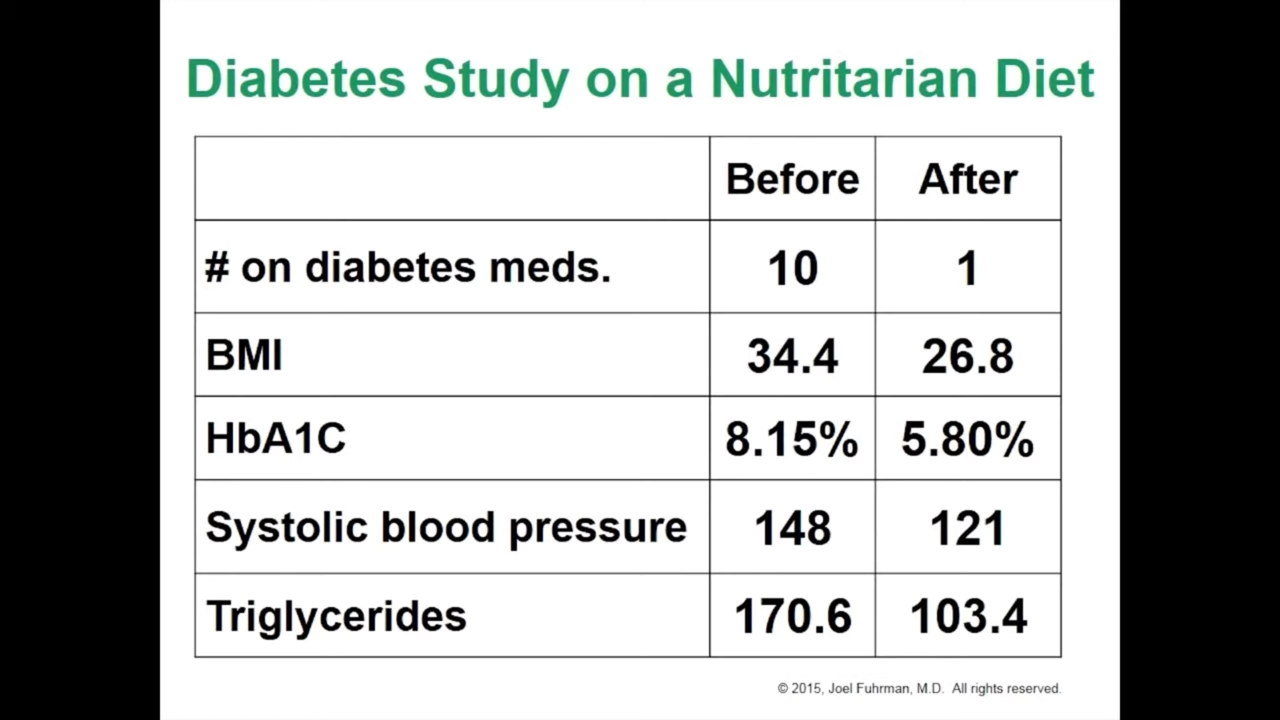 Diabetes Study on a Nutritarian Diet
Before After
# on diabetes meds. 10 1
BMI 34.4 26.8
HbA1C 8.15% 5.80%
Systolic blood pressure 148 121
Triglycerides 170.6 103.4
© 2015, Joel Fuhrman, M.D. All rights reserved.